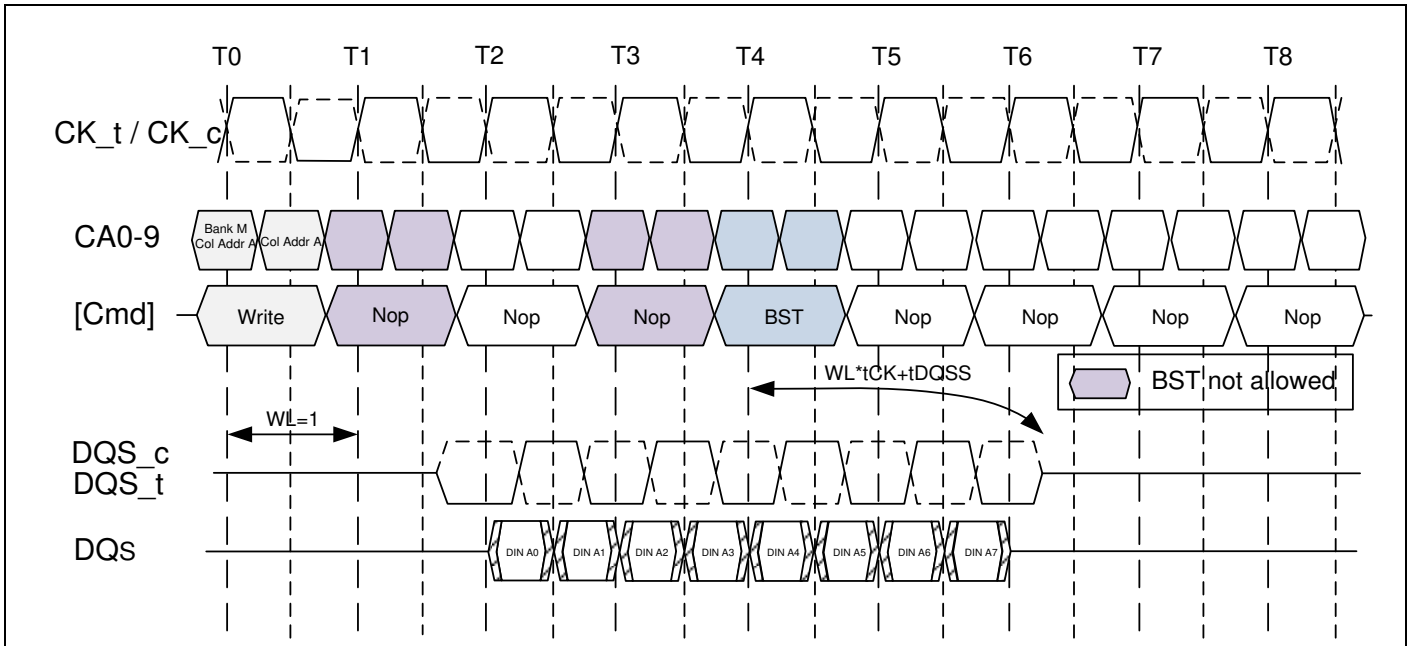 T0 T1 T2 T3 T4 T5 T6 T7 T8
CK_t / CK_c
CA0-9 Bank M Col Addr A
Col Addr A
[Cmd] Write Nop Nop Nop BST Nop Nop Nop Nop
WL*tCK+tDQSS
BST not allowed
WL=1
DQS_c
DQS_t
DQs DIN A0 DIN A1 DIN A2 DIN A3 DIN A4 DIN A5 DIN A6 DIN A7